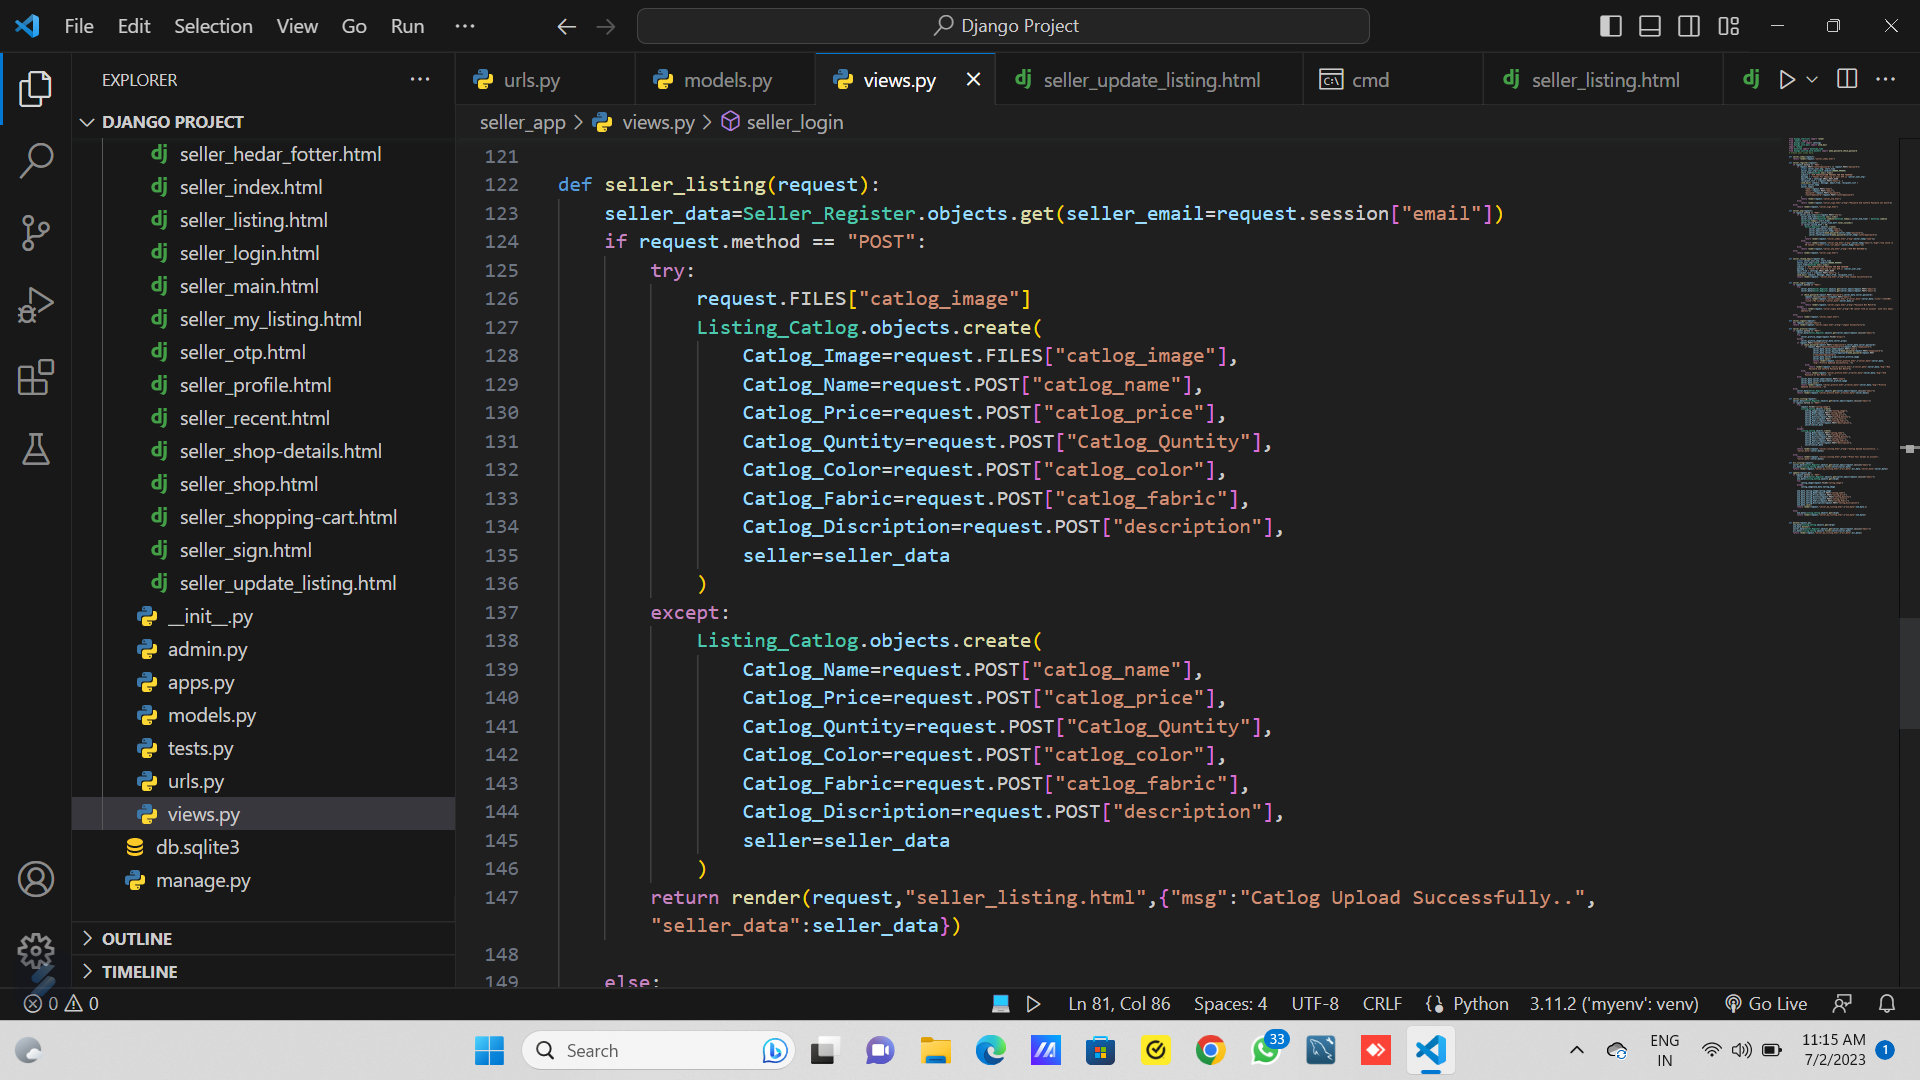 File Edit Selection View Go Run ···
Django Project
EXPLORER ···
urls.py models.py views.py seller_update_listing.html cmd seller_listing.html
DJANGO PROJECT
seller_app > views.py > seller_login
seller_hedar_fotter.html
seller_index.html
seller_listing.html
seller_login.html
seller_main.html
seller_my_listing.html
seller_otp.html
seller_profile.html
seller_recent.html
seller_shop-details.html
seller_shop.html
seller_shopping-cart.html
seller_sign.html
seller_update_listing.html
__init__.py
admin.py
apps.py
models.py
tests.py
urls.py
views.py
db.sqlite3
manage.py
OUTLINE
TIMELINE
121
122 def seller_listing(request):
123 seller_data=Seller_Register.objects.get(seller_email=request.session["email"])
124 if request.method == "POST":
125 try:
126 request.FILES["catlog_image"]
127 Listing_Catlog.objects.create(
128 Catlog_Image=request.FILES["catlog_image"],
129 Catlog_Name=request.POST["catlog_name"],
130 Catlog_Price=request.POST["catlog_price"],
131 Catlog_Quntity=request.POST["Catlog_Quntity"],
132 Catlog_Color=request.POST["catlog_color"],
133 Catlog_Fabric=request.POST["catlog_fabric"],
134 Catlog_Discription=request.POST["description"],
135 seller=seller_data
136 )
137 except:
138 Listing_Catlog.objects.create(
139 Catlog_Name=request.POST["catlog_name"],
140 Catlog_Price=request.POST["catlog_price"],
141 Catlog_Quntity=request.POST["Catlog_Quntity"],
142 Catlog_Color=request.POST["catlog_color"],
143 Catlog_Fabric=request.POST["catlog_fabric"],
144 Catlog_Discription=request.POST["description"],
145 seller=seller_data
146 )
147 return render(request,"seller_listing.html",{"msg":"Catlog Upload Successfully..",
"seller_data":seller_data})
148
149 else:
0 0 Ln 81, Col 86 Spaces: 4 UTF-8 CRLF {} Python 3.11.2 ('myenv': venv) Go Live
Search
33
ENG
IN
11:15 AM
7/2/2023
1